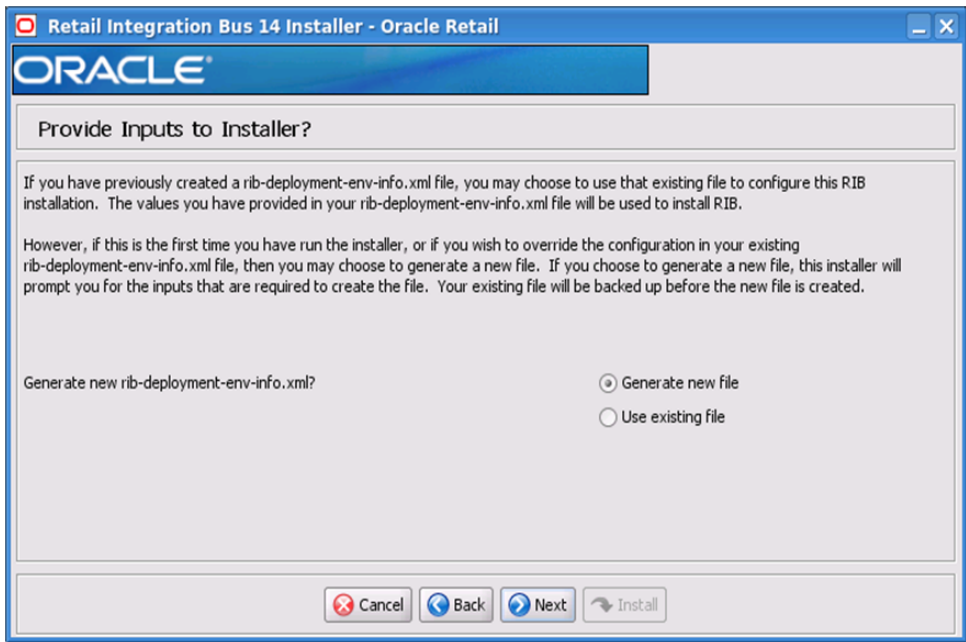 Retail Integration Bus 14 Installer - Oracle Retail
ORACLE®
Provide Inputs to Installer?
If you have previously created a rib-deployment-env-info.xml file, you may choose to use that existing file to configure this RIB
installation. The values you have provided in your rib-deployment-env-info.xml file will be used to install RIB.
However, if this is the first time you have run the installer, or if you wish to override the configuration in your existing
rib-deployment-env-info.xml file, then you may choose to generate a new file. If you choose to generate a new file, this installer will
prompt you for the inputs that are required to create the file. Your existing file will be backed up before the new file is created.
Generate new rib-deployment-env-info.xml?
Generate new file
Use existing file
Cancel
Back
Next
Install